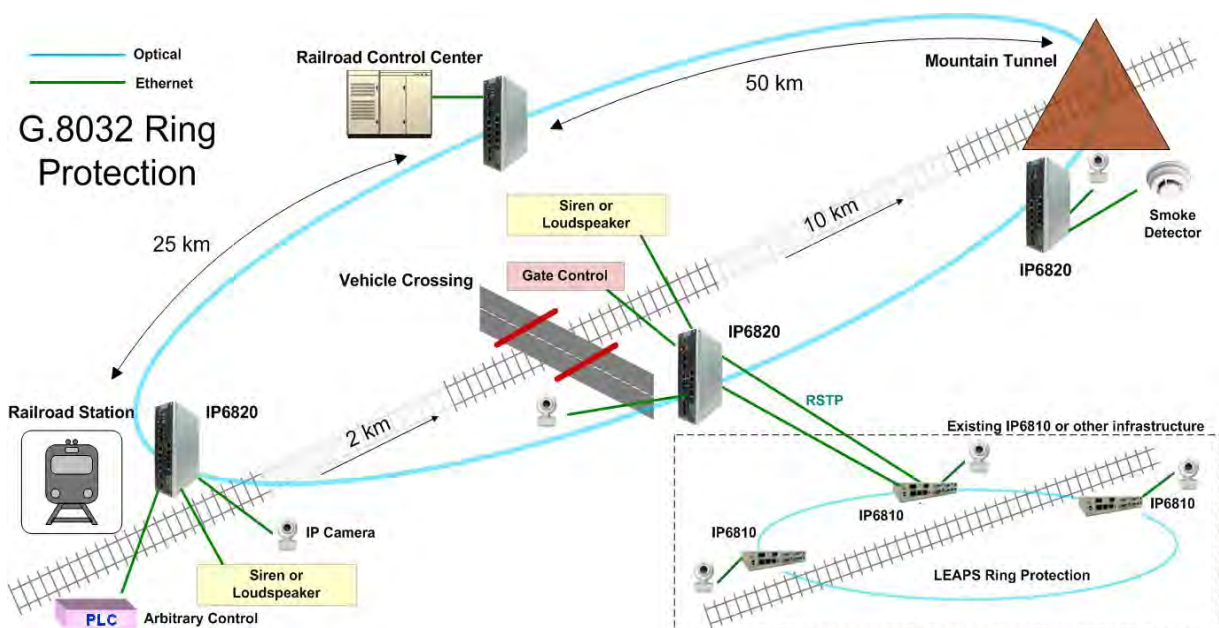 Optical
Ethernet
G.8032 Ring
Protection
Railroad Control Center
50 km
Mountain Tunnel
25 km
Siren or
Loudspeaker
10 km
Smoke
Detector
Gate Control
IP6820
Vehicle Crossing
IP6820
RSTP
Railroad Station
IP6820
2 km
Existing IP6810 or other infrastructure
IP6810
IP6810
IP6810
IP Camera
LEAPS Ring Protection
Siren or
Loudspeaker
PLC
Arbitrary Control